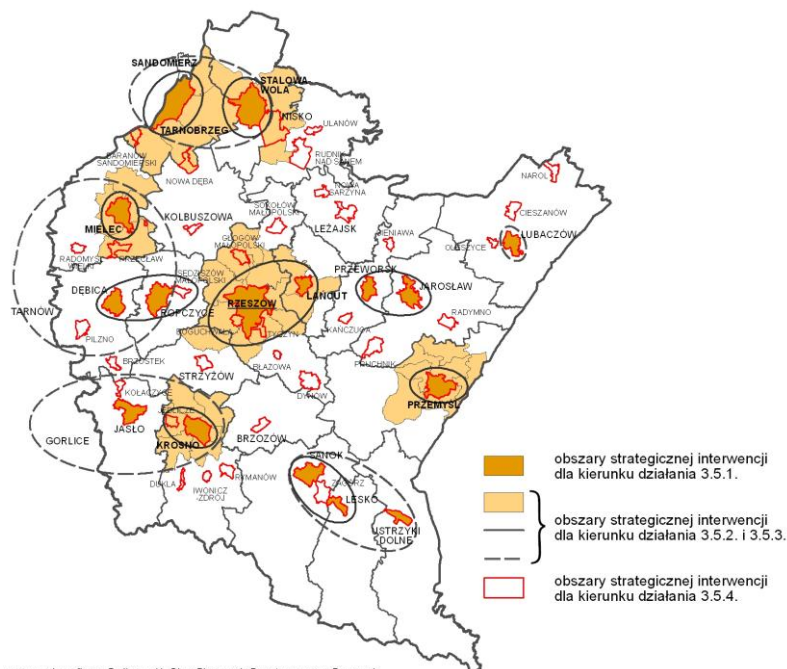 SANDOMIERZ
STALOWA
WOLA
TARNOBRZEG
NISKO
ULANÓW
RUDNIK
NAD SANEM
BARANÓW
SANDOMIERSKI
NOWA DĘBA
NAROL
NOWA
SARZYNA
SOKOŁÓW
MAŁOPOLSKI
CIESZANÓW
KOLBUSZOWA
LEŻAJSK
MIELEC
GŁOGÓW
MAŁOPOLSKI
SIENIAWA
OLESZYCE
LUBACZÓW
RADOMYŚL
WIELKI
PRZECŁAW
SĘDZISZÓW
MAŁOPOLSKI
PRZEWORSK
DĘBICA
ROPCZYCE
RZESZÓW
ŁAŃCUT
JAROSŁAW
TARNÓW
RADYMNO
PILZNO
BOGUCHWAŁA
TYCZYN
KAŃCZUGA
BRZOSTEK
STRZYŻÓW
BŁAŻOWA
PRUCHNIK
KOŁACZYCE
DYNÓW
PRZEMYŚL
JEDLICZE
JASŁO
GORLICE
KROSNO
BRZOZÓW
SANOK
ZAGÓRZ
DUKLA
IWONICZ
-ZDRÓJ
RYMANÓW
LESKO
USTRZYKI
DOLNE
obszary strategicznej interwencji
dla kierunku działania 3.5.1.
obszary strategicznej interwencji
dla kierunku działania 3.5.2. i 3.5.3.
obszary strategicznej interwencji
dla kierunku działania 3.5.4.